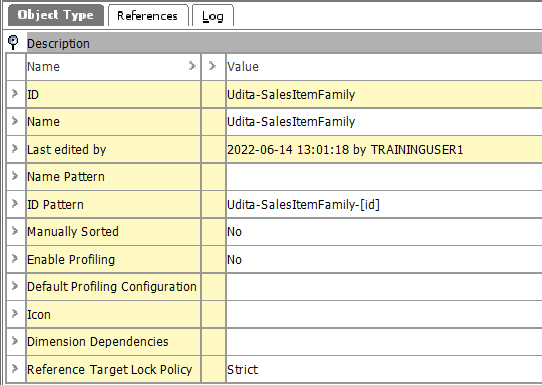 Object Type References Log
Description
Name Value
ID Udita-SalesItemFamily
Name Udita-SalesItemFamily
Last edited by 2022-06-14 13:01:18 by TRAININGUSER1
Name Pattern
ID Pattern Udita-SalesItemFamily-[id]
Manually Sorted No
Enable Profiling No
Default Profiling Configuration
Icon
Dimension Dependencies
Reference Target Lock Policy Strict